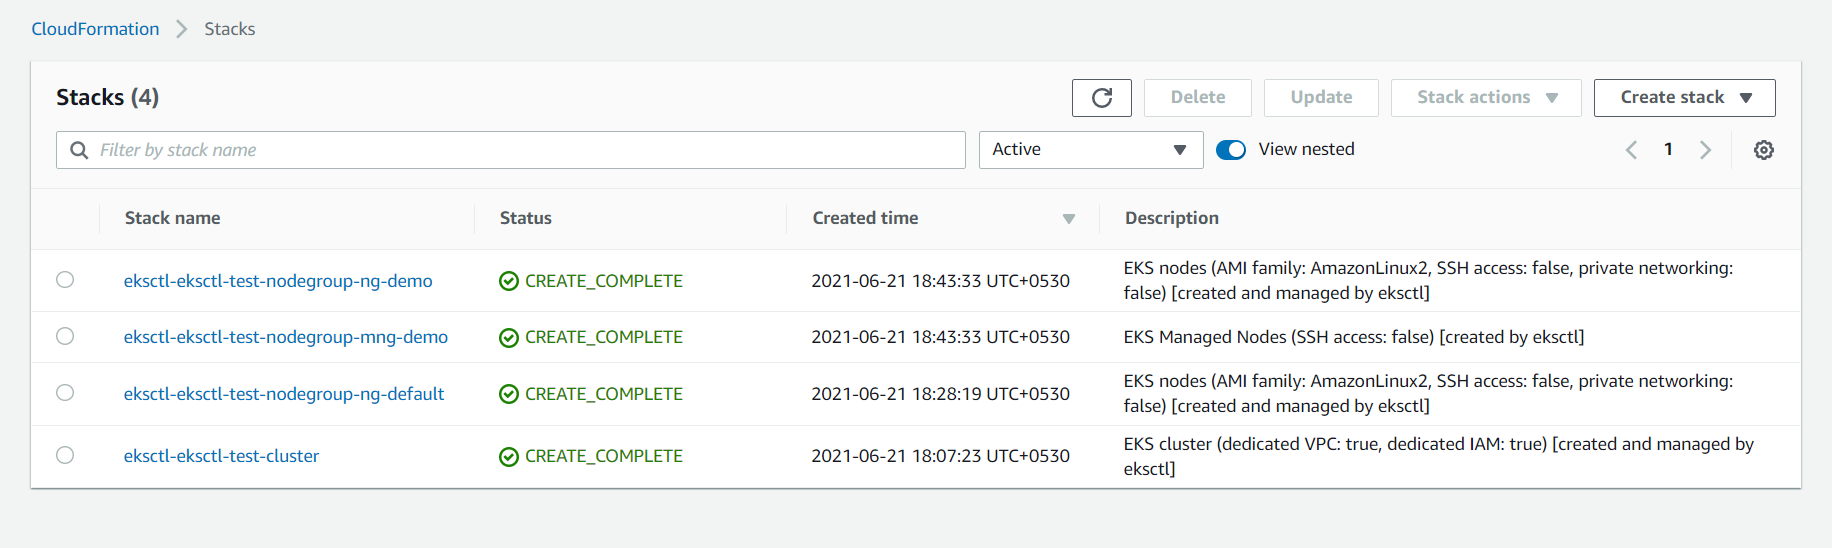 CloudFormation > Stacks
Stacks (4)
Delete
Update
Stack actions
Create stack
Filter by stack name
Active
View nested
1
Stack name Status Created time Description
eksctl-eksctl-test-nodegroup-ng-demo CREATE_COMPLETE 2021-06-21 18:43:33 UTC+0530 EKS nodes (AMI family: AmazonLinux2, SSH access: false, private networking:
false) [created and managed by eksctl]
eksctl-eksctl-test-nodegroup-mng-demo CREATE_COMPLETE 2021-06-21 18:43:33 UTC+0530 EKS Managed Nodes (SSH access: false) [created by eksctl]
eksctl-eksctl-test-nodegroup-ng-default CREATE_COMPLETE 2021-06-21 18:28:19 UTC+0530 EKS nodes (AMI family: AmazonLinux2, SSH access: false, private networking:
false) [created and managed by eksctl]
eksctl-eksctl-test-cluster CREATE_COMPLETE 2021-06-21 18:07:23 UTC+0530 EKS cluster (dedicated VPC: true, dedicated IAM: true) [created and managed by
eksctl]